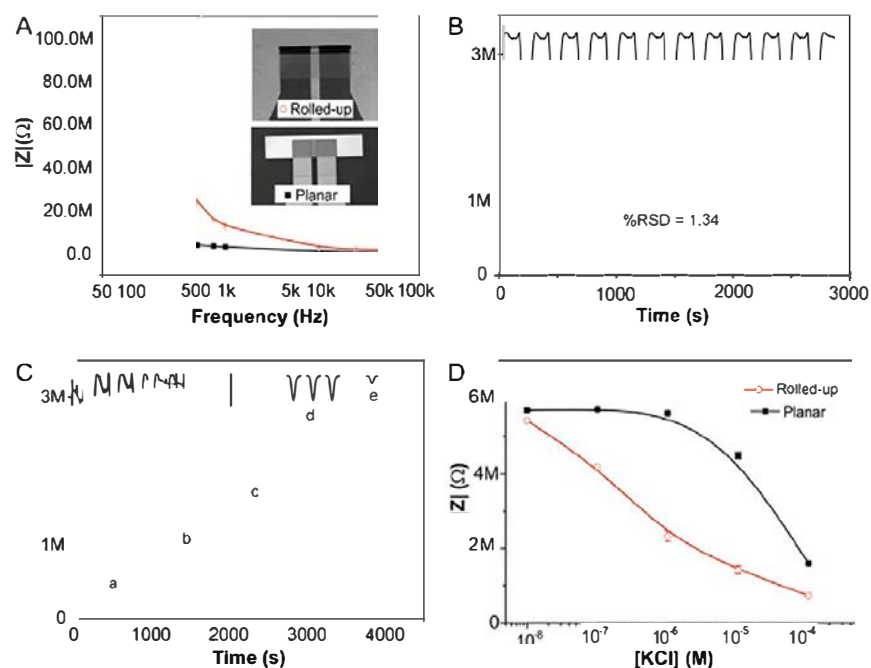 A
100.0M
80.0M
60.0M
40.0M
20.0M
0.0
|Z|(Ω)
Rolled-up
Planar
50 100 500 1k 5k 10k 50k 100k
Frequency (Hz)
B
3M
1M
0
%RSD = 1.34
0 1000 2000 3000
Time (s)
C
3M
1M
0
a
b
c
d
e
0 1000 2000 3000 4000
Time (s)
D
6M
4M
2M
0
|Z| (Ω)
Rolled-up
Planar
10⁻⁸ 10⁻⁷ 10⁻⁶ 10⁻⁵ 10⁻⁴
[KCl] (M)